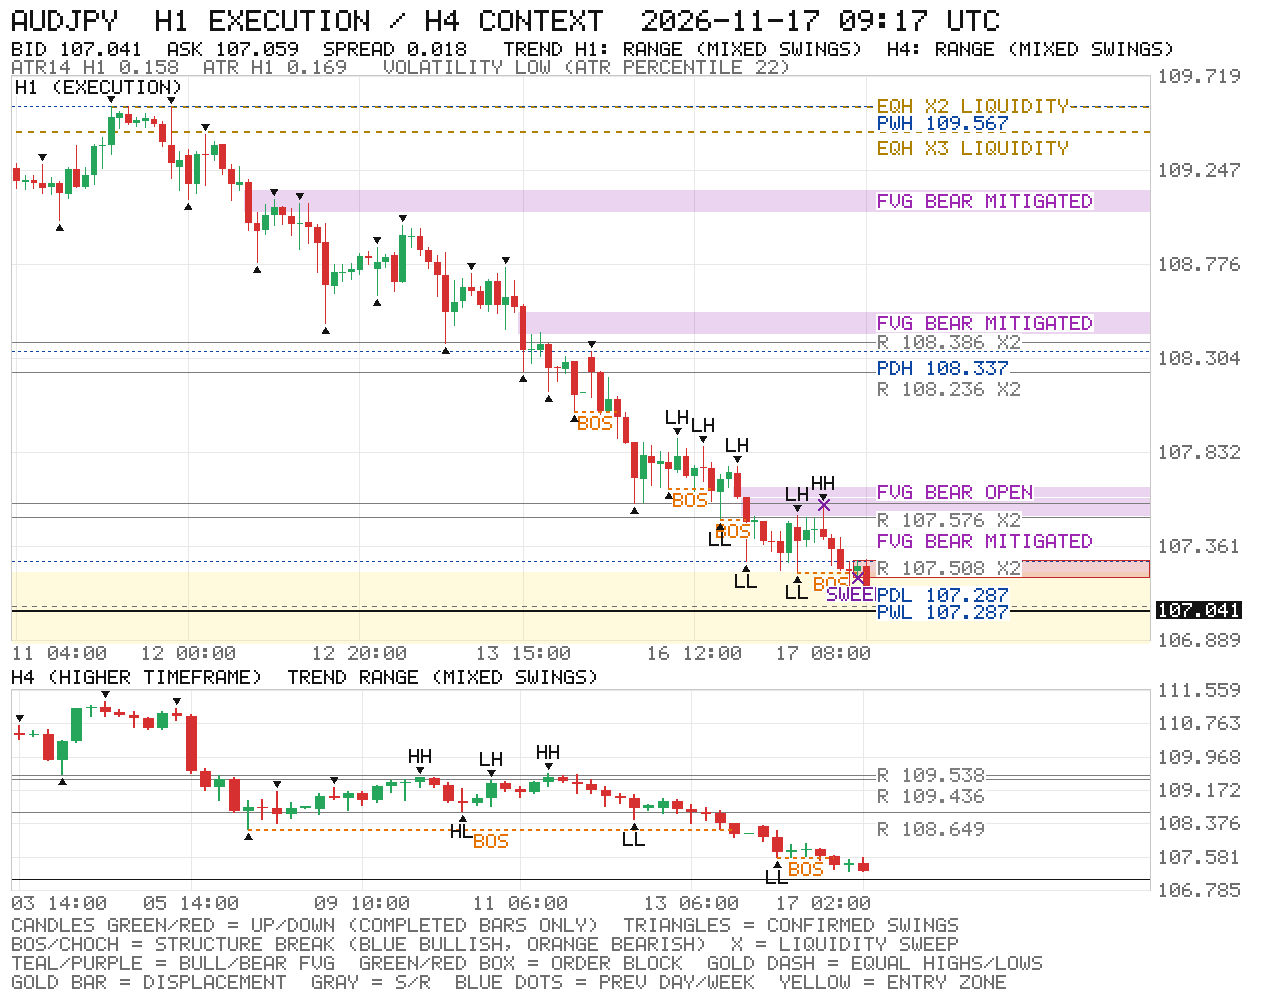 AUDJPY  H1 EXECUTION / H4 CONTEXT  2026-11-17 09:17 UTC
BID 107.041  ASK 107.059  SPREAD 0.018  TREND H1: RANGE (MIXED SWINGS)  H4: RANGE (MIXED SWINGS)
ATR14 H1 0.158  ATR H1 0.169  VOLATILITY LOW (ATR PERCENTILE 22)
109.719
H1 (EXECUTION)
EQH X2 LIQUIDITY
PWH 109.567
EQH X3 LIQUIDITY
109.247
FVG BEAR MITIGATED
108.776
FVG BEAR MITIGATED
R 108.386 X2
108.304
PDH 108.337
R 108.236 X2
BOS
LH
LH
LH
107.832
HH
LH
FVG BEAR OPEN
BOS
R 107.576 X2
BOS
LL
FVG BEAR MITIGATED
107.361
R 107.508 X2
LL
LL
BOS
SWEE
PDL 107.287
PWL 107.287
107.041
106.889
11 04:00  12 00:00  12 20:00  13 15:00  16 12:00  17 08:00
H4 (HIGHER TIMEFRAME)  TREND RANGE (MIXED SWINGS)
111.559
110.763
HH
LH
HH
109.968
R 109.538
109.172
R 109.436
108.376
HL
BOS
LL
R 108.649
107.581
BOS
LL
106.785
03 14:00  05 14:00  09 10:00  11 06:00  13 06:00  17 02:00
CANDLES GREEN/RED = UP/DOWN (COMPLETED BARS ONLY)  TRIANGLES = CONFIRMED SWINGS
BOS/CHOCH = STRUCTURE BREAK (BLUE BULLISH, ORANGE BEARISH)  X = LIQUIDITY SWEEP
TEAL/PURPLE = BULL/BEAR FVG  GREEN/RED BOX = ORDER BLOCK  GOLD DASH = EQUAL HIGHS/LOWS
GOLD BAR = DISPLACEMENT  GRAY = S/R  BLUE DOTS = PREV DAY/WEEK  YELLOW = ENTRY ZONE